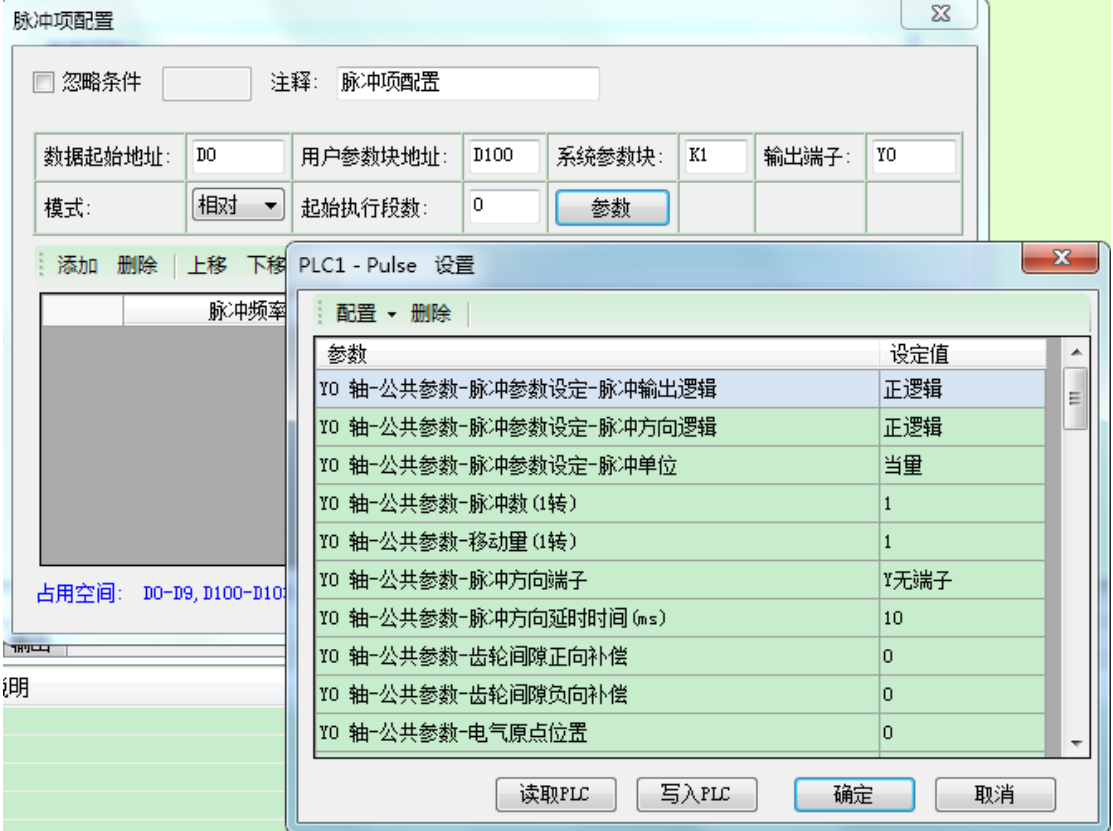 脉冲项配置
忽略条件 注释: 脉冲项配置
数据起始地址: D0 用户参数块地址: D100 系统参数块: K1 输出端子: Y0
模式: 相对 起始执行段数: 0 参数
添加 删除 上移 下移
脉冲频率
占用空间: D0-D9,D100-D10
PLC1 - Pulse 设置
配置 删除
参数 设定值
Y0 轴-公共参数-脉冲参数设定-脉冲输出逻辑 正逻辑
Y0 轴-公共参数-脉冲参数设定-脉冲方向逻辑 正逻辑
Y0 轴-公共参数-脉冲参数设定-脉冲单位 当量
Y0 轴-公共参数-脉冲数(1转) 1
Y0 轴-公共参数-移动量(1转) 1
Y0 轴-公共参数-脉冲方向端子 Y无端子
Y0 轴-公共参数-脉冲方向延时时间(ms) 10
Y0 轴-公共参数-齿轮间隙正向补偿 0
Y0 轴-公共参数-齿轮间隙负向补偿 0
Y0 轴-公共参数-电气原点位置 0
读取PLC 写入PLC 确定 取消
输出
说明